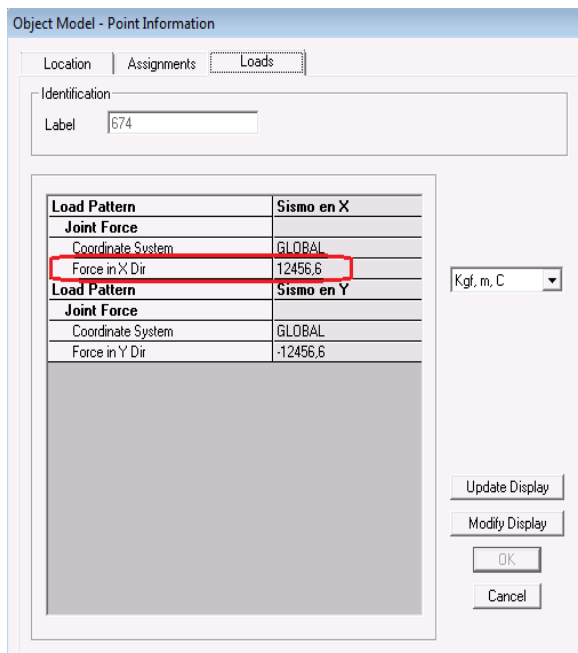 Object Model - Point Information
Location Assignments Loads
Identification
Label 674
Load Pattern Sismo en X
Joint Force
Coordinate System GLOBAL
Force in X Dir 12456,6
Load Pattern Sismo en Y
Joint Force
Coordinate System GLOBAL
Force in Y Dir -12456,6
Kgf, m, C
Update Display
Modify Display
OK
Cancel